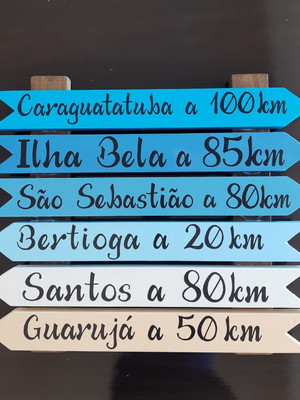 Caraguatatuba a 100km
Ilha Bela a 85km
São Sebastião a 80km
Bertioga a 20km
Santos a 80km
Guarujá a 50km